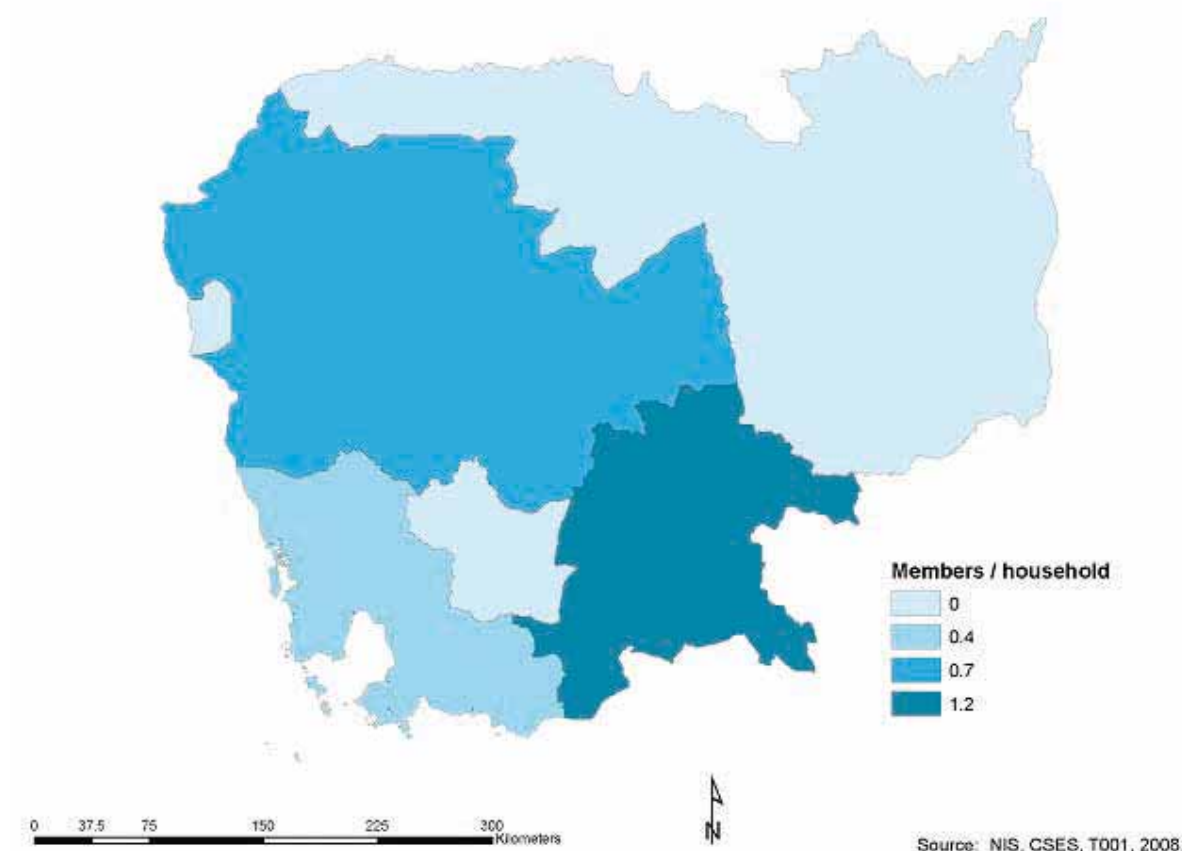 Members / household
0
0.4
0.7
1.2
0 37.5 75 150 225 300
Kilometers
N
Source: NIS, CSES, T001, 2008